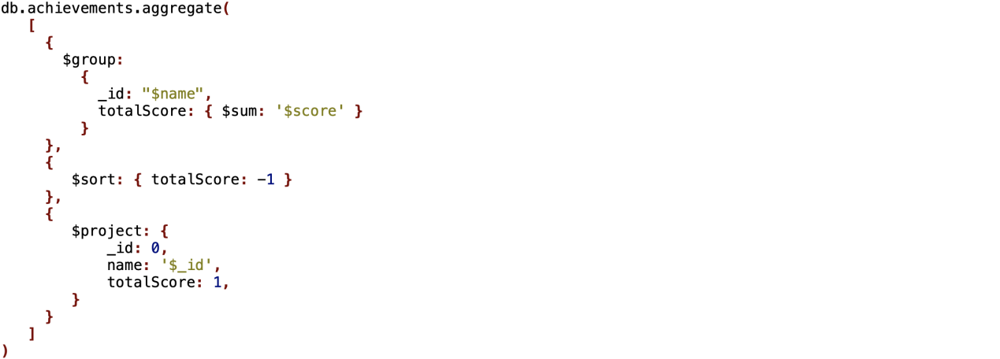 db.achievements.aggregate(
   [
     {
       $group:
         {
           _id: "$name",
           totalScore: { $sum: '$score' }
         }
     },
     {
        $sort: { totalScore: -1 }
     },
     {
        $project: {
            _id: 0,
            name: '$_id',
            totalScore: 1,
        }
     }
   ]
)